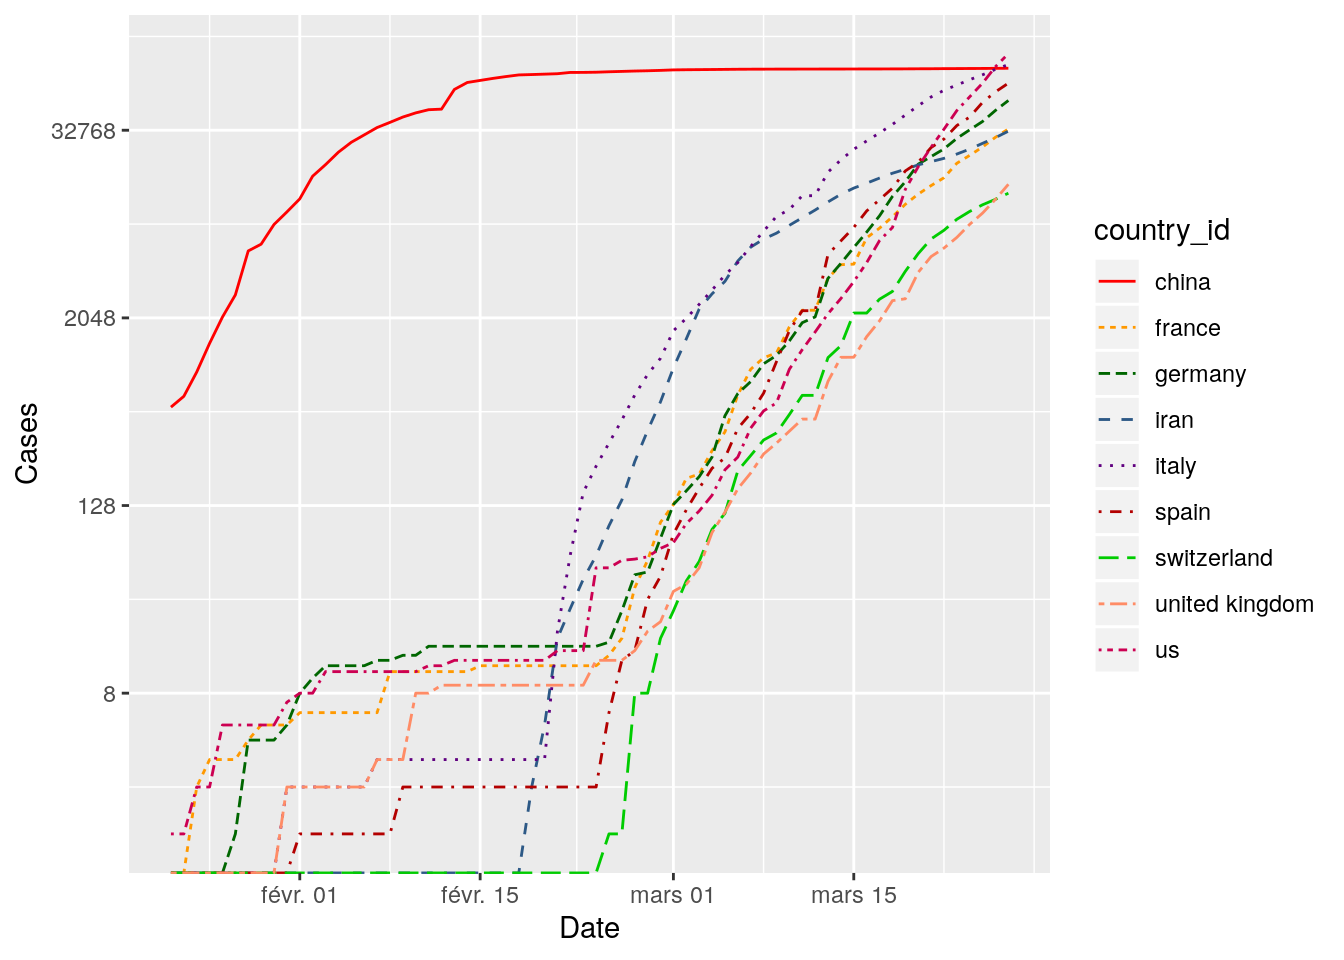 32768
2048
128
8
Cases
févr. 01
févr. 15
mars 01
mars 15
Date
country_id
china
france
germany
iran
italy
spain
switzerland
united kingdom
us